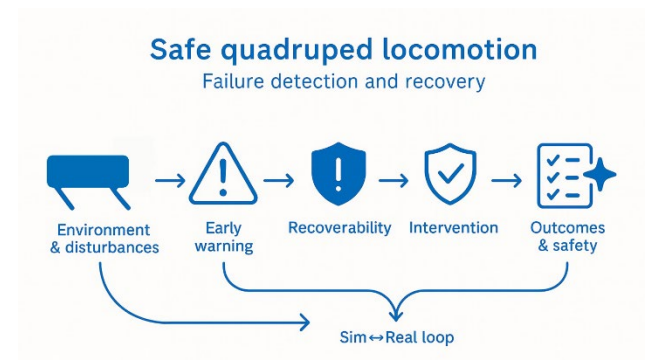 Safe quadruped locomotion
Failure detection and recovery
Environment
& disturbances
Early
warning
Recoverability
Intervention
Outcomes
& safety
Sim↔Real loop